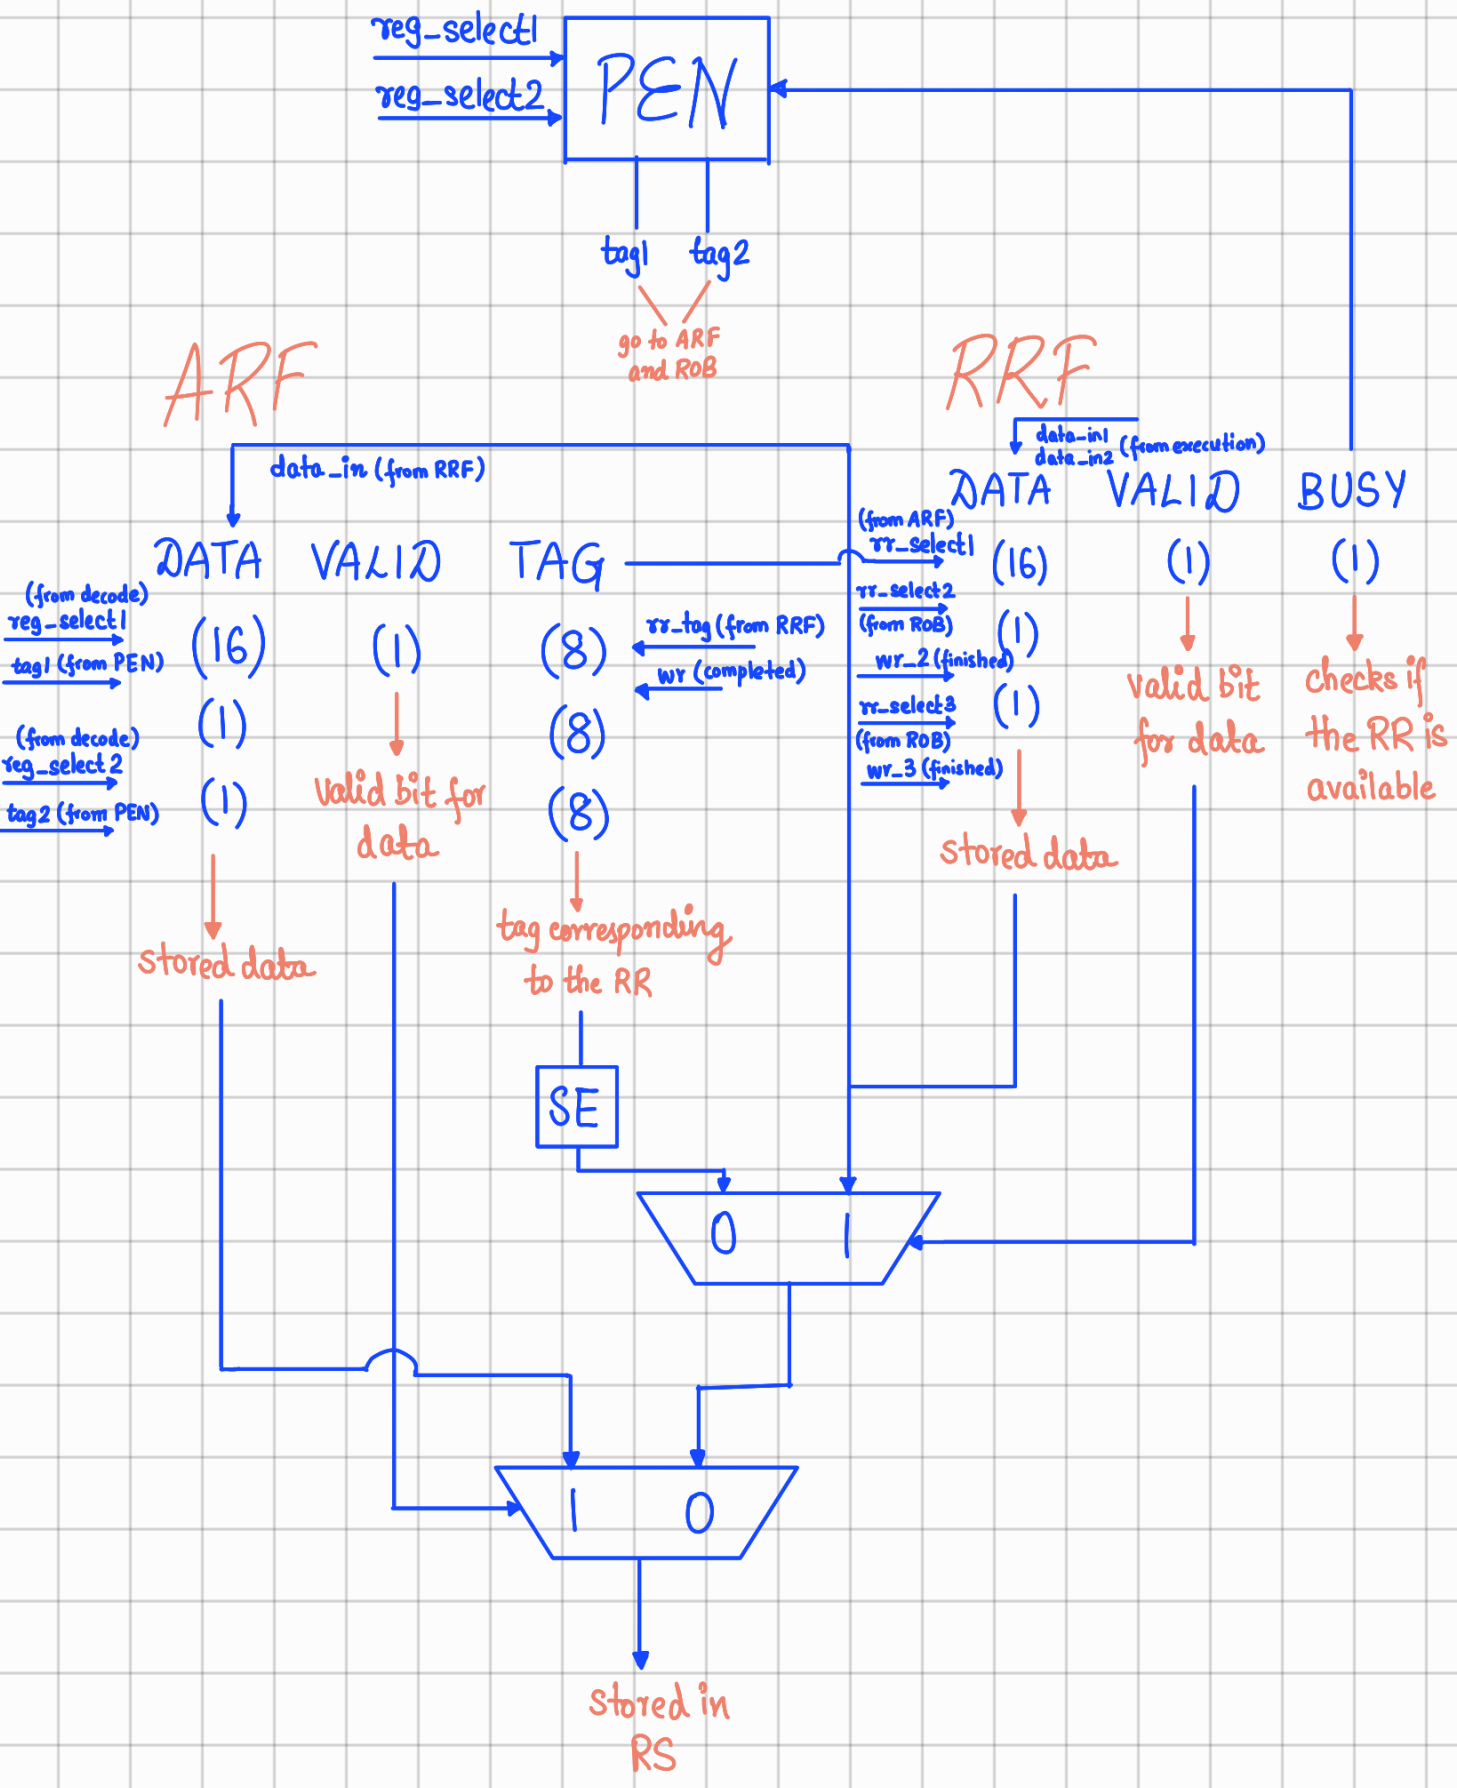 reg_select1
reg_select2
PEN
tag1 tag2
go to ARF
and ROB
ARF
RRF
data_in (from RRF)
data_in1
data_in2 (from execution)
DATA VALID TAG
DATA VALID BUSY
(from decode)
reg_select1
tag1 (from PEN)
(from decode)
reg_select2
tag2 (from PEN)
(16) (1) (8)
(1) (8)
(1) (8)
rr_tag (from RRF)
wr (completed)
(from ARF)
rr_select1
rr_select2
(from ROB)
wr_2 (finished)
rr_select3
(from ROB)
wr_3 (finished)
(16) (1) (1)
(1)
(1)
valid bit
for data
checks if
the RR is
available
valid bit for
data
stored data
stored data
tag corresponding
to the RR
SE
0 1
1 0
stored in
RS